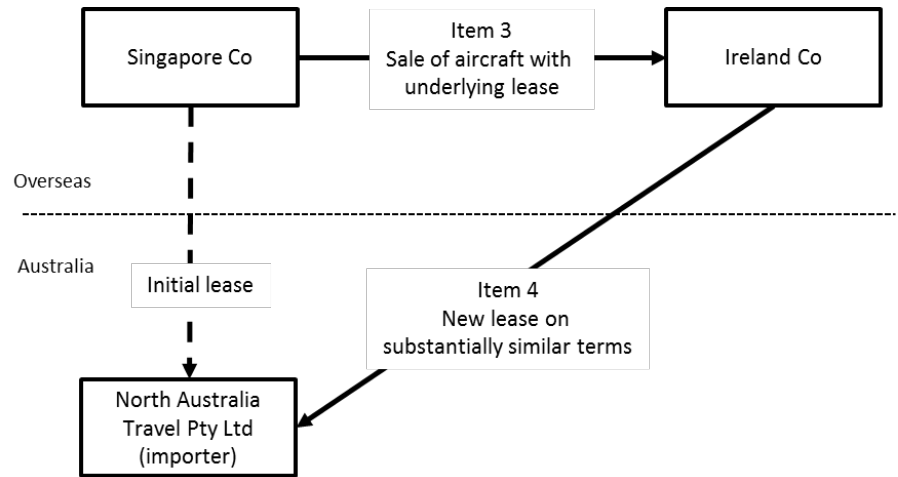 Singapore Co
Item 3
Sale of aircraft with
underlying lease
Ireland Co
Overseas
Australia
Initial lease
Item 4
New lease on
substantially similar terms
North Australia
Travel Pty Ltd
(importer)